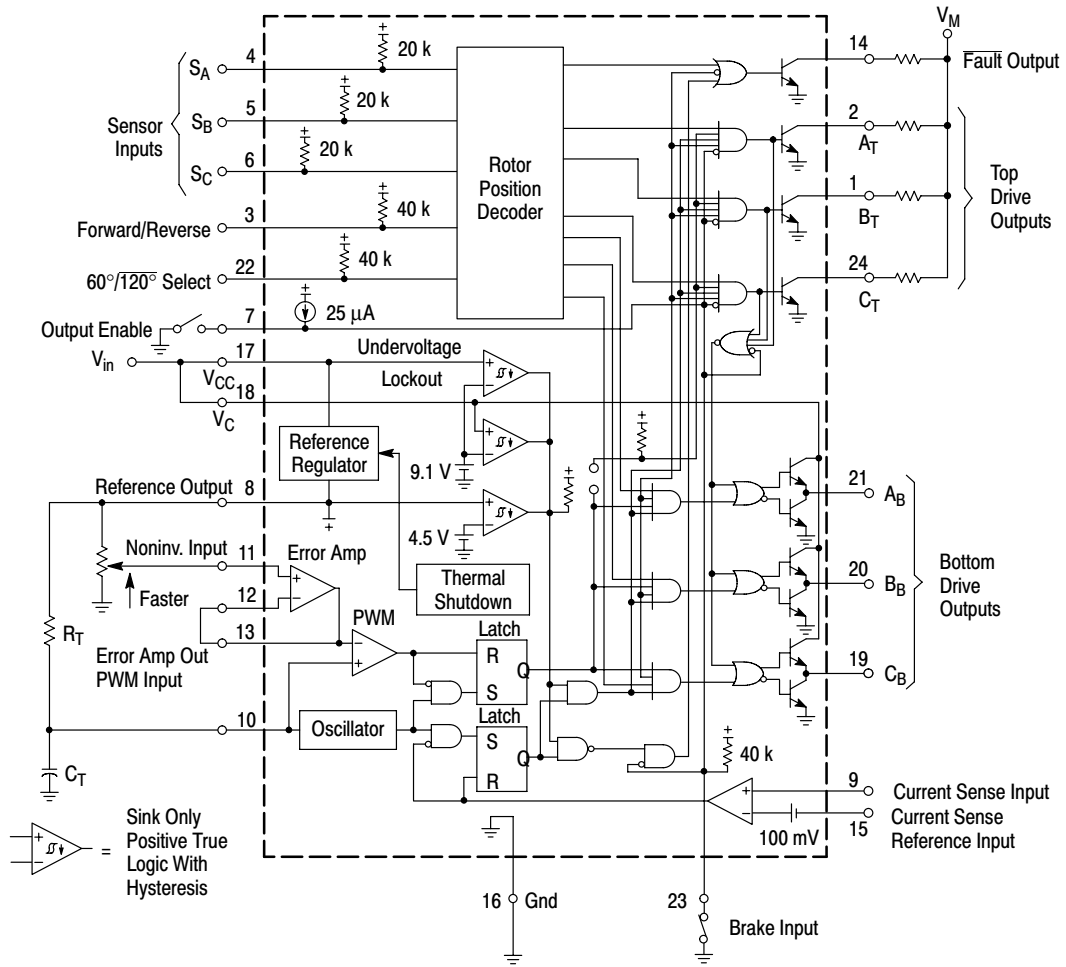 V_M
14
Fault Output
4
S_A
20 k
5
S_B
20 k
Sensor
Inputs
6
S_C
20 k
3
Forward/Reverse
40 k
22
60°/120° Select
40 k
7
Output Enable
25 μA
Rotor
Position
Decoder
2
A_T
1
B_T
24
C_T
Top
Drive
Outputs
V_in
17
V_CC
18
V_C
Undervoltage
Lockout
Reference
Regulator
9.1 V
4.5 V
Reference Output
8
Noninv. Input
11
Faster
12
13
Error Amp
R_T
Error Amp Out
PWM Input
PWM
Thermal
Shutdown
Latch
R
Q
S
Latch
S
Q
R
10
Oscillator
C_T
21
A_B
20
B_B
19
C_B
Bottom
Drive
Outputs
40 k
9
Current Sense Input
100 mV
15
Current Sense
Reference Input
=
Sink Only
Positive True
Logic With
Hysteresis
16
Gnd
23
Brake Input